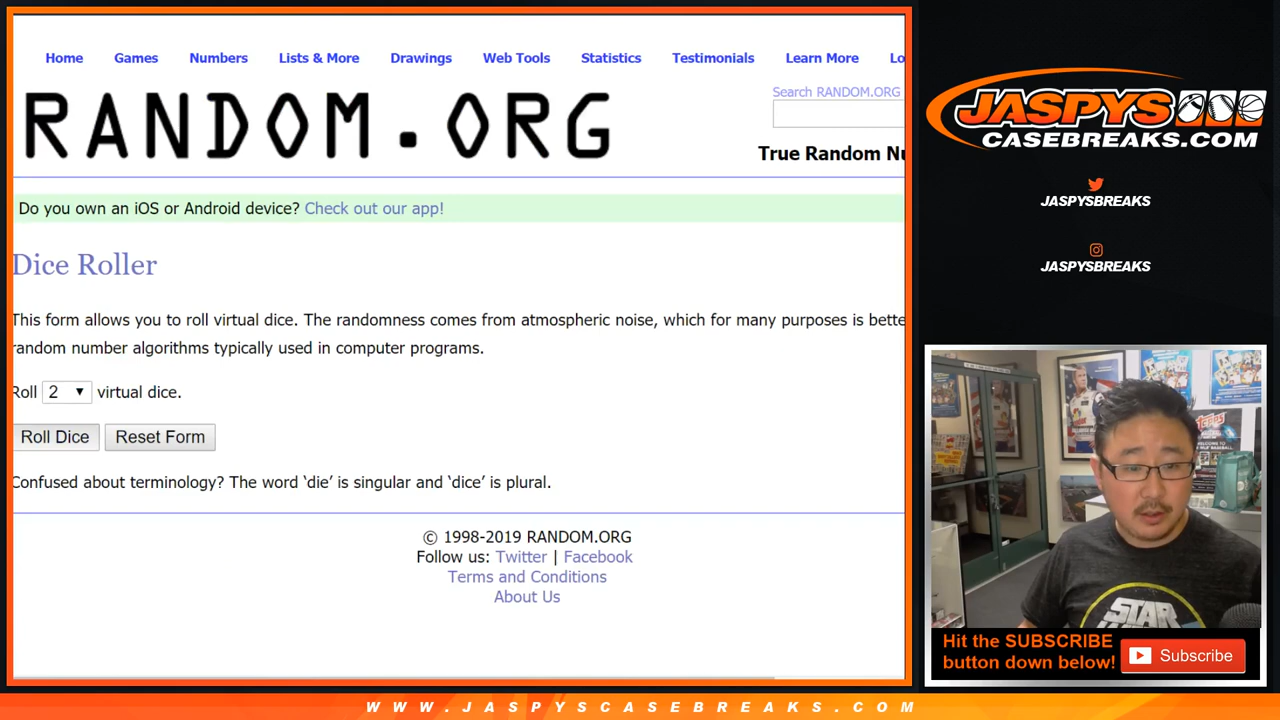 Home Games Numbers Lists & More Drawings Web Tools Statistics Testimonials Learn More Lo
Search RANDOM.ORG
RANDOM.ORG
True Random Nu
Do you own an iOS or Android device? Check out our app!
Dice Roller
This form allows you to roll virtual dice. The randomness comes from atmospheric noise, which for many purposes is bette
random number algorithms typically used in computer programs.
Roll 2 virtual dice.
Roll Dice Reset Form
Confused about terminology? The word ‘die’ is singular and ‘dice’ is plural.
© 1998-2019 RANDOM.ORG
Follow us: Twitter | Facebook
Terms and Conditions
About Us
JASPYS
CASEBREAKS.COM
JASPYSBREAKS
JASPYSBREAKS
TOPPS
STAR
Hit the SUBSCRIBE
button down below!
Subscribe
WWW.JASPYSCASEBREAKS.COM